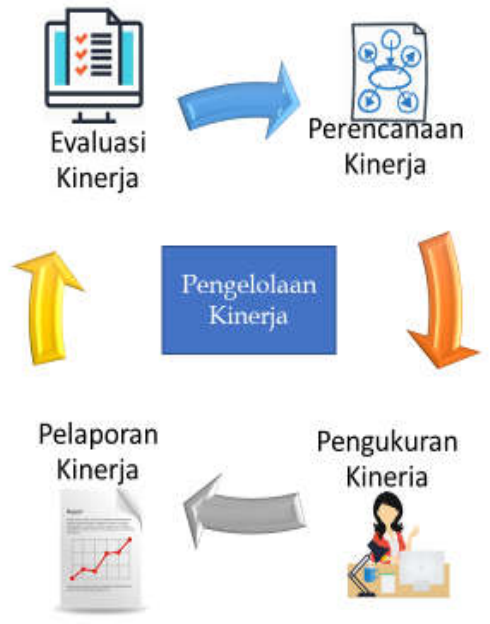 Evaluasi
Kinerja
Perencanaan
Kinerja
Pengelolaan
Kinerja
Pelaporan
Kinerja
Pengukuran
Kineria